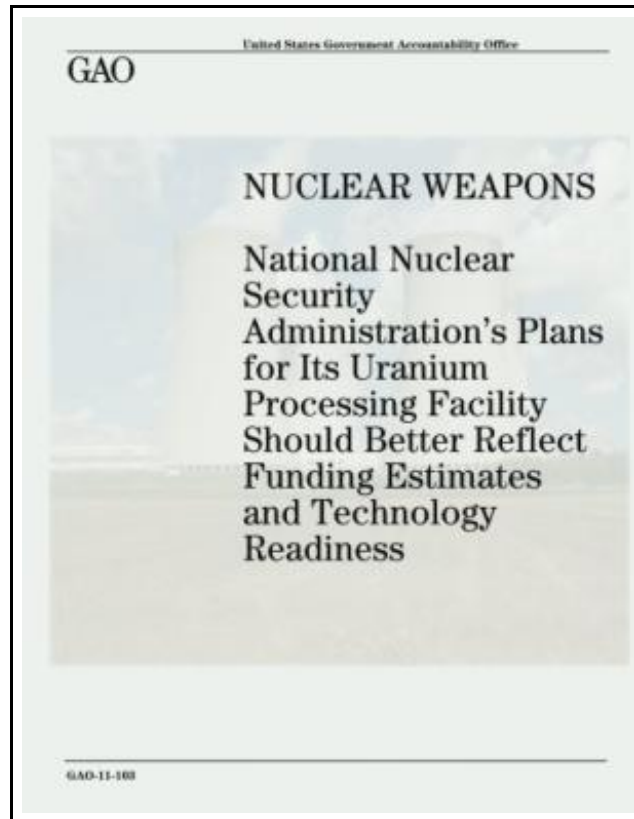 United States Government Accountability Office
GAO
NUCLEAR WEAPONS
National Nuclear
Security
Administration's Plans
for Its Uranium
Processing Facility
Should Better Reflect
Funding Estimates
and Technology
Readiness
GAO-11-103